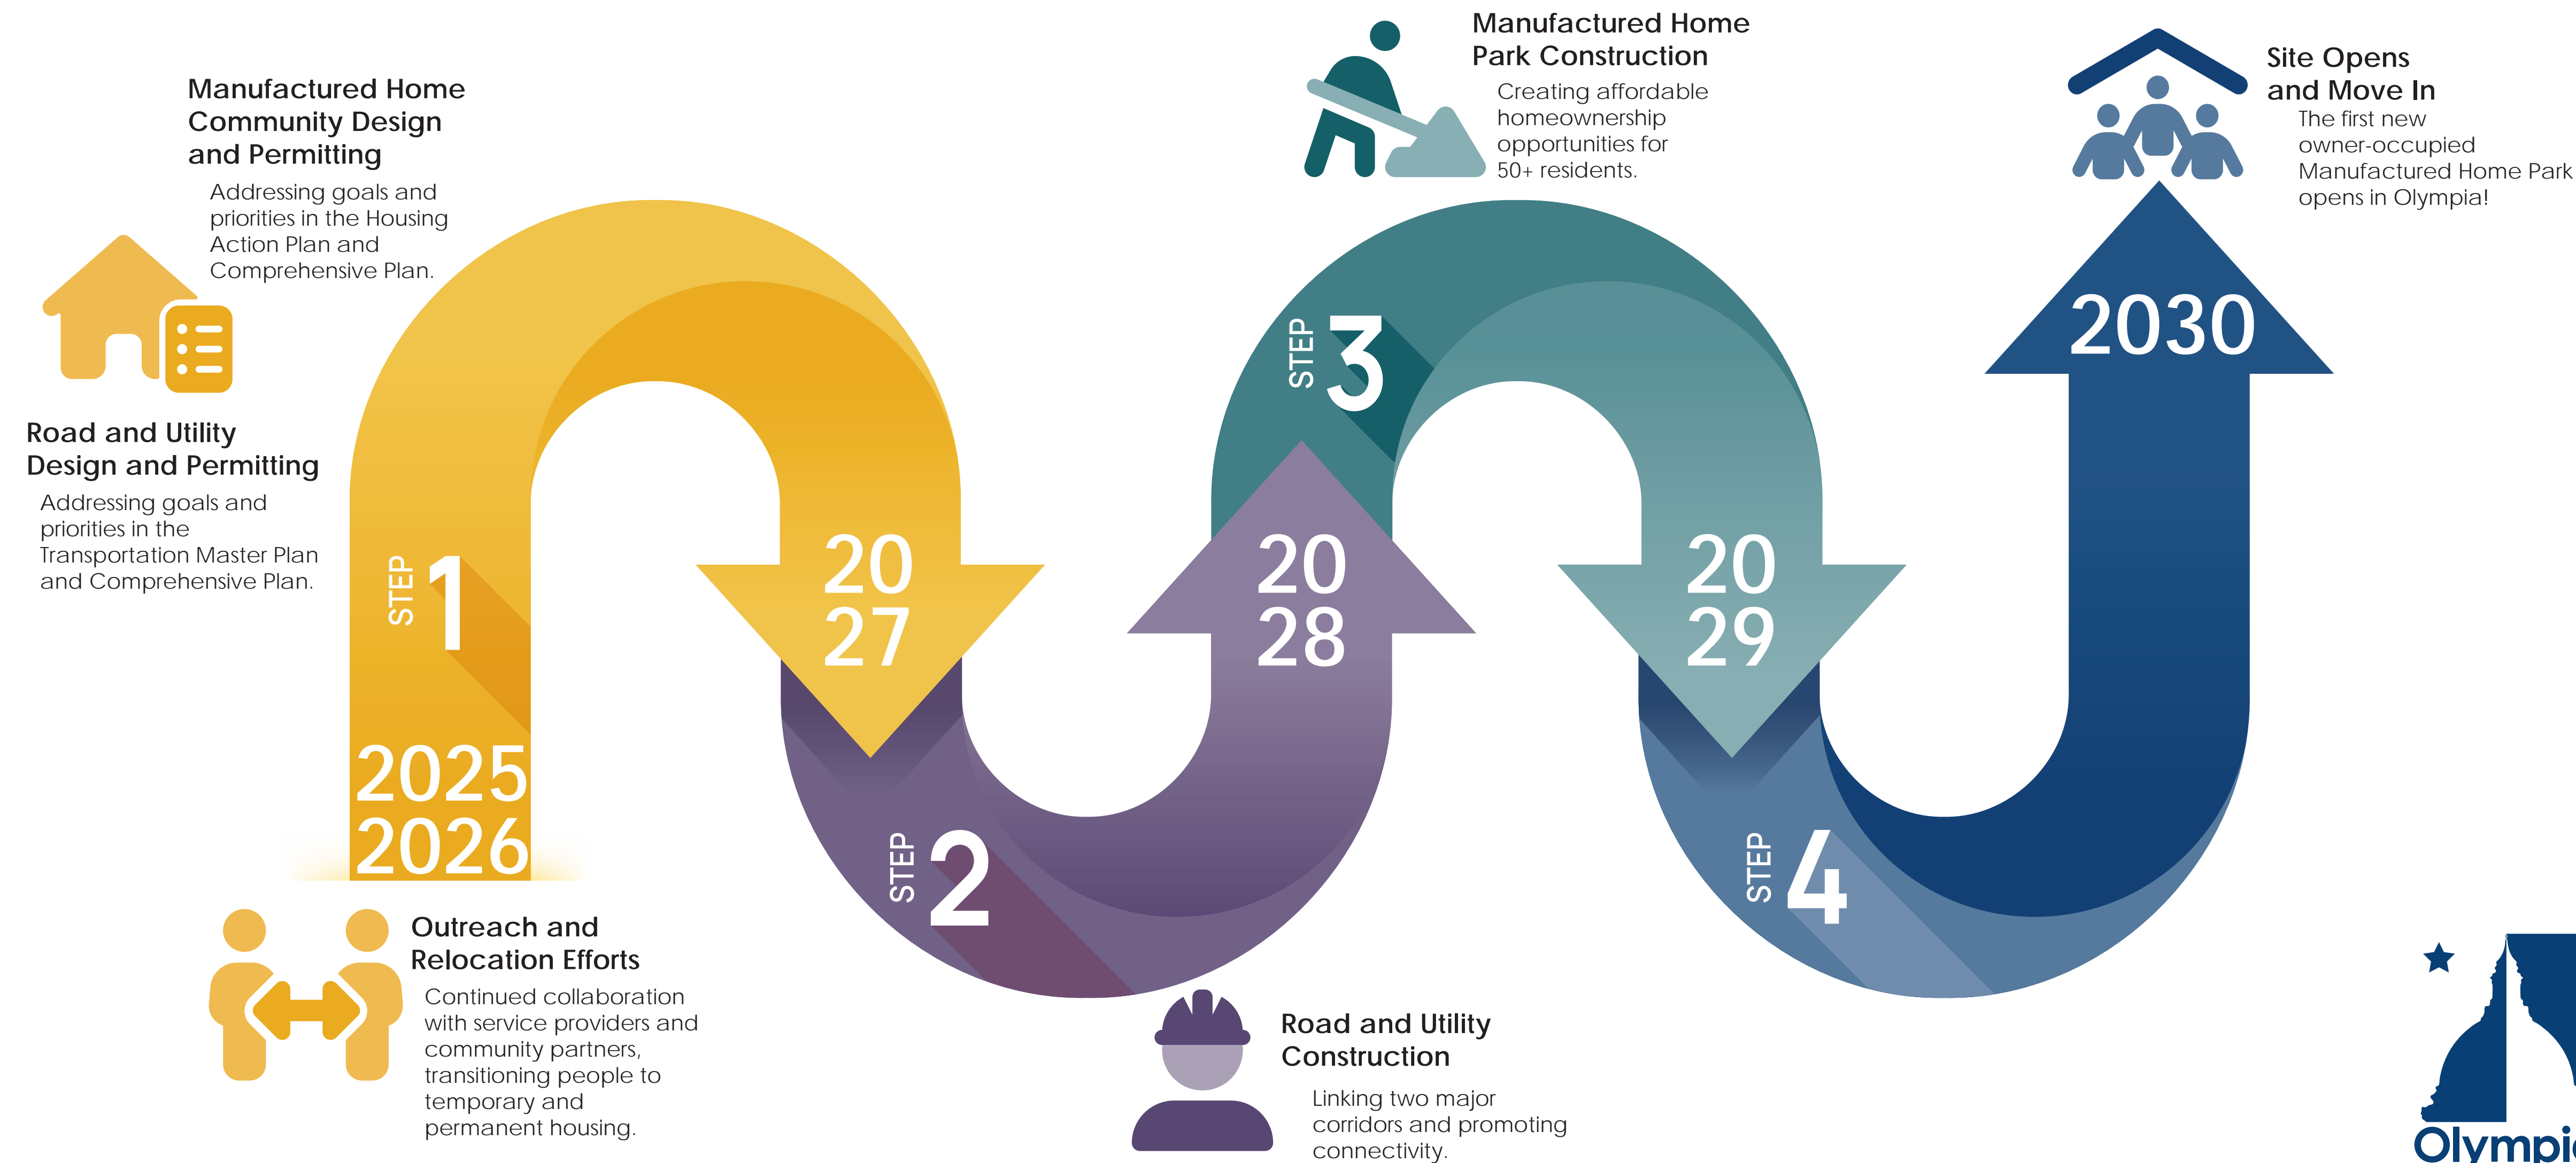 Manufactured Home
Community Design
and Permitting
Addressing goals and
priorities in the Housing
Action Plan and
Comprehensive Plan.
Road and Utility
Design and Permitting
Addressing goals and
priorities in the
Transportation Master Plan
and Comprehensive Plan.
STEP 1
2025
2026
Outreach and
Relocation Efforts
Continued collaboration
with service providers and
community partners,
transitioning people to
temporary and
permanent housing.
20
27
STEP 2
Road and Utility
Construction
Linking two major
corridors and promoting
connectivity.
20
28
STEP 3
Manufactured Home
Park Construction
Creating affordable
homeownership
opportunities for
50+ residents.
20
29
STEP 4
2030
Site Opens
and Move In
The first new
owner-occupied
Manufactured Home Park
opens in Olympia!